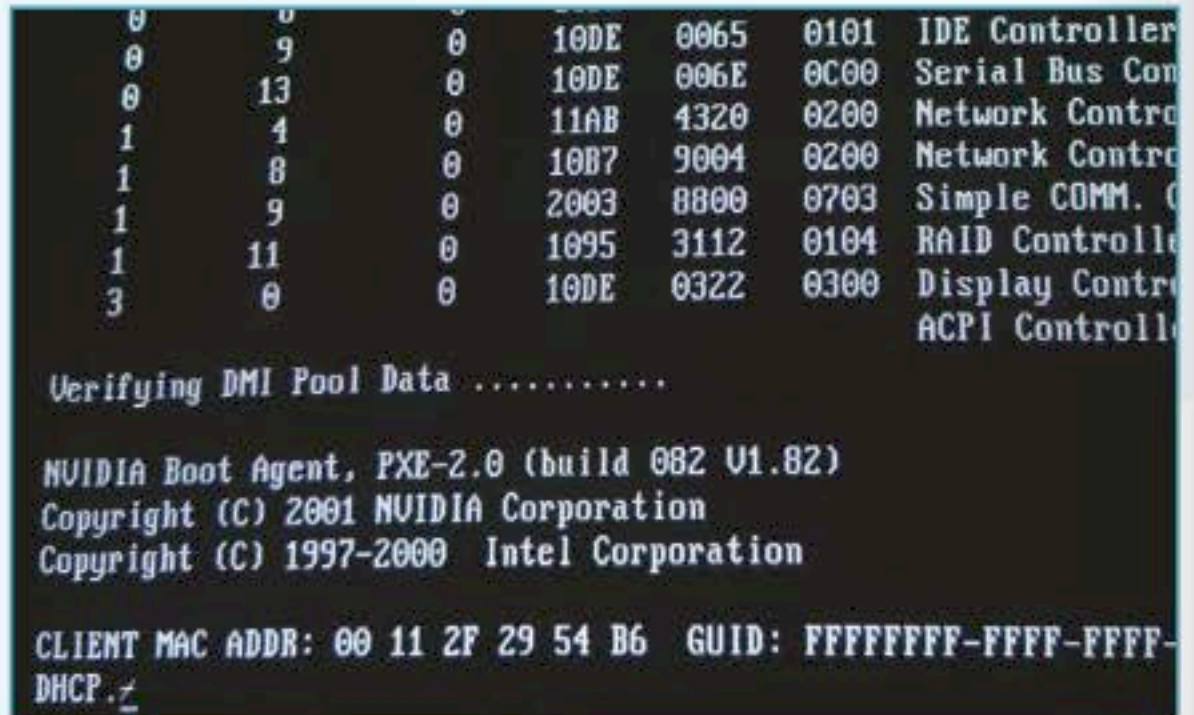 0 8 0
0 9 0 10DE 0065 0101 IDE Controller
0 13 0 10DE 006E 0C00 Serial Bus Con
1 4 0 11AB 4320 0200 Network Contro
1 8 0 10B7 9004 0200 Network Contro
1 9 0 2003 8800 0703 Simple COMM. C
1 11 0 1095 3112 0104 RAID Controlle
3 0 0 10DE 0322 0300 Display Contro
ACPI Controlle
Verifying DMI Pool Data ...........
NVIDIA Boot Agent, PXE-2.0 (build 082 V1.82)
Copyright (C) 2001 NVIDIA Corporation
Copyright (C) 1997-2000 Intel Corporation
CLIENT MAC ADDR: 00 11 2F 29 54 B6 GUID: FFFFFFFF-FFFF-FFFF-
DHCP.